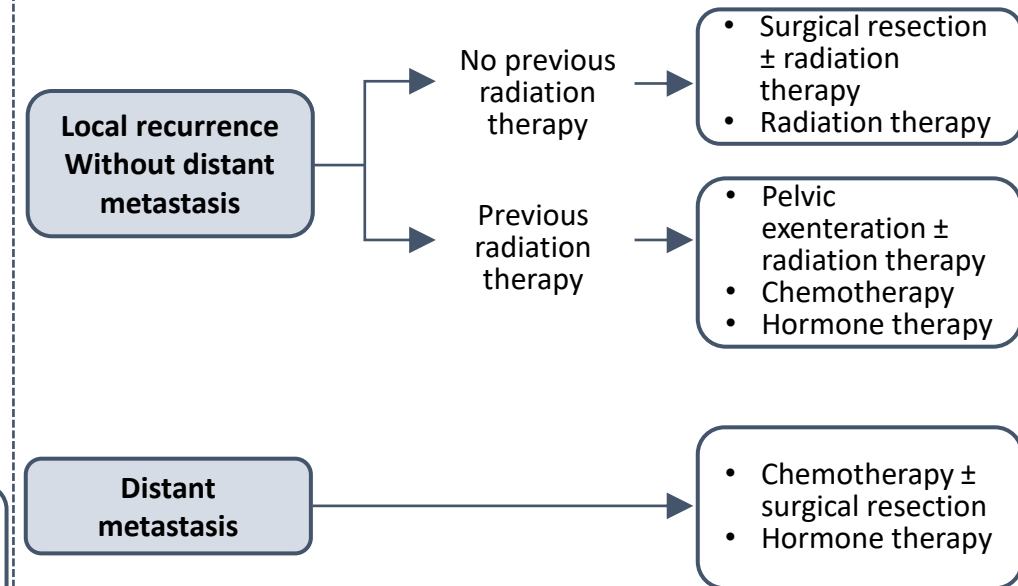 Local recurrence
Without distant
metastasis
No previous
radiation
therapy
• Surgical resection
± radiation
therapy
• Radiation therapy
Previous
radiation
therapy
• Pelvic
exenteration ±
radiation therapy
• Chemotherapy
• Hormone therapy
Distant
metastasis
• Chemotherapy ±
surgical resection
• Hormone therapy